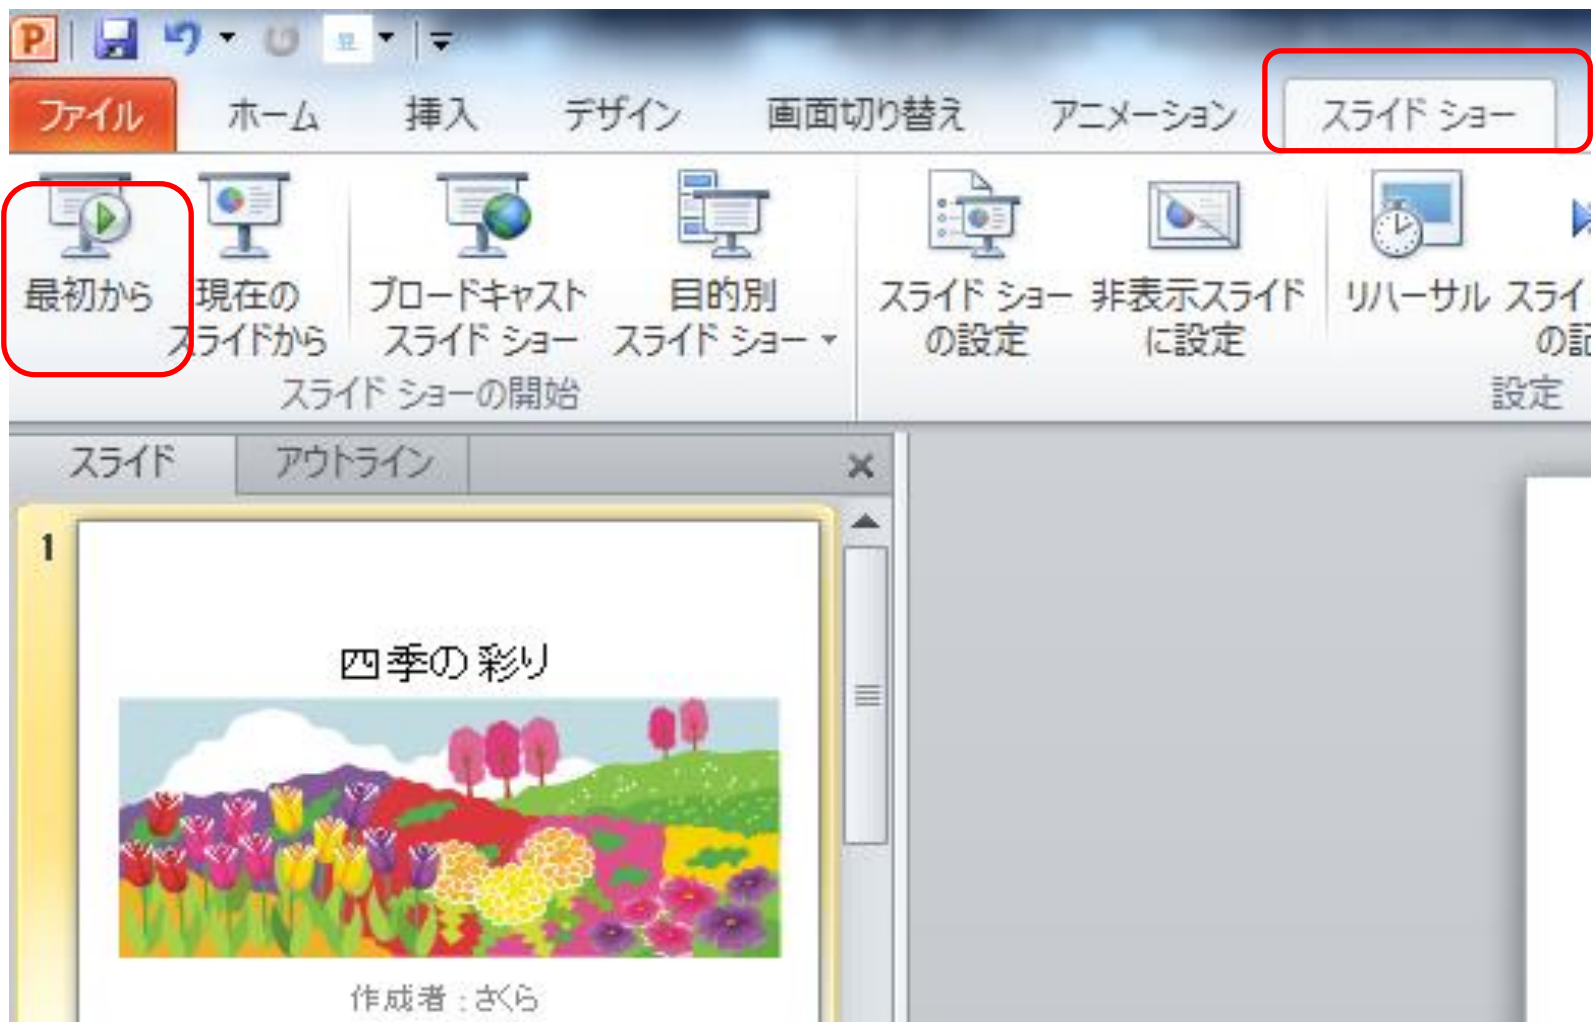 ファイル ホーム 挿入 デザイン 画面切り替え アニメーション スライド ショー
最初から 現在の ブロードキャスト 目的別 スライド ショー 非表示スライド リハーサル スライ
スライドから スライド ショー スライド ショー の設定 に設定 の記
スライド ショーの開始 設定
スライド アウトライン
1
四季の彩り
作成者：さくら